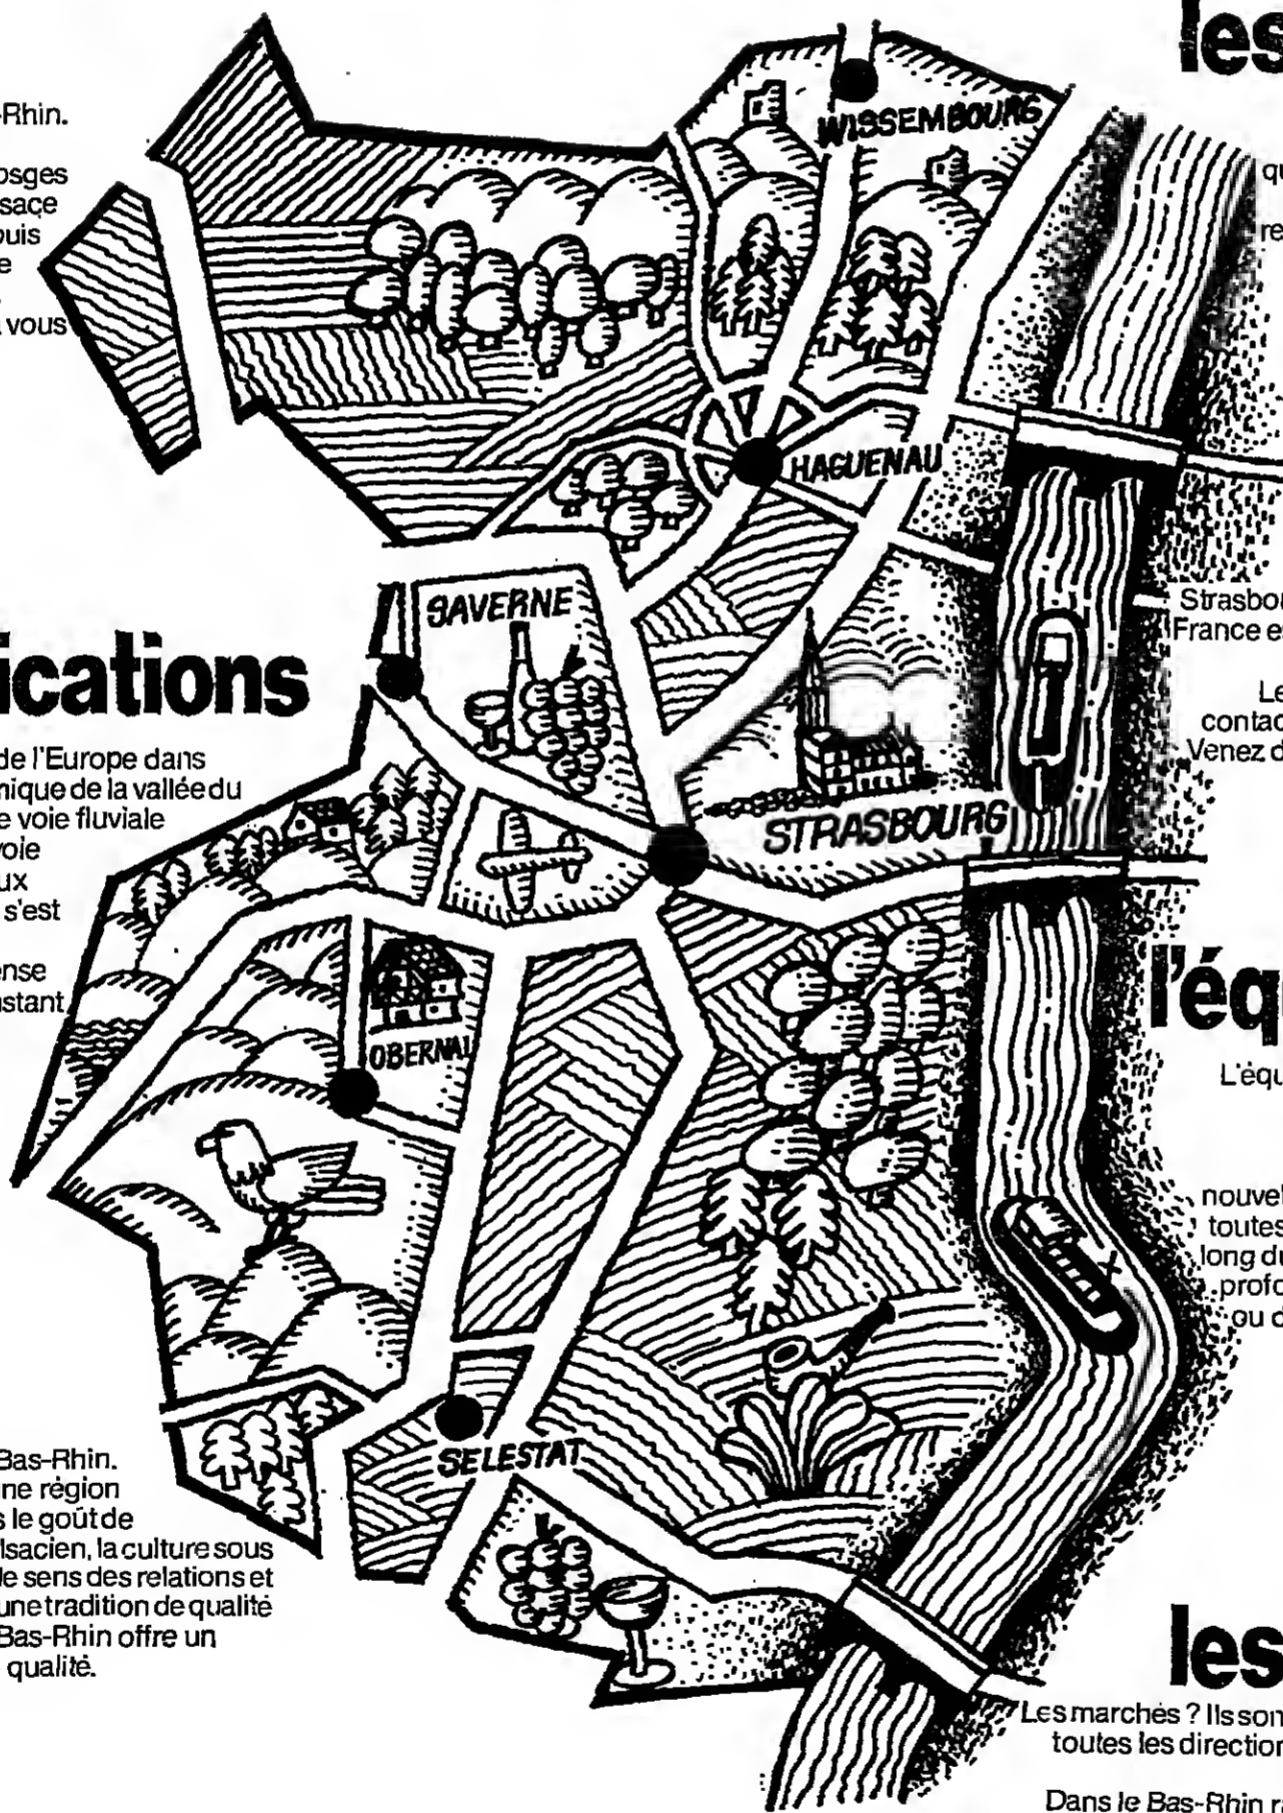 les
-Rhin.
WISSEMBOURG
HAGUENAU
SAVERNE
ications
de l'Europe dans
nique de la vallée du
e voie fluviale
voie
ux
s'est
ense
nstant
STRASBOURG
OBERNAI
SELESTAT
Bas-Rhin.
ne région
s le goût de
lsacien, la culture sous
le sens des relations et
une tradition de qualité
Bas-Rhin offre un
qualité.
osges
sace
puis
e
vous
qu
re
Strasbou
France e
Le
contac
Venez d
l'équ
L'équ
nouvel
toutes
long du
profo
ou d
les
Les marchés ? Ils son
toutes les direction
Dans le Bas-Rhin r